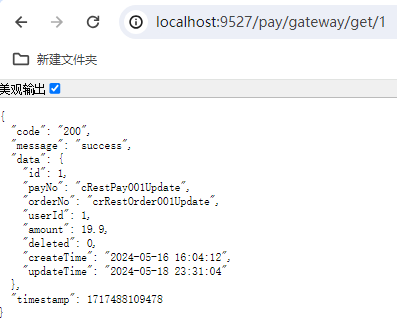 localhost:9527/pay/gateway/get/1
新建文件夹
美观输出
{
  "code": "200",
  "message": "success",
  "data": {
    "id": 1,
    "payNo": "cRestPay001Update",
    "orderNo": "crRestOrder001Update",
    "userId": 1,
    "amount": 19.9,
    "deleted": 0,
    "createTime": "2024-05-16 16:04:12",
    "updateTime": "2024-05-18 23:31:04"
  },
  "timestamp": 1717488109478
}